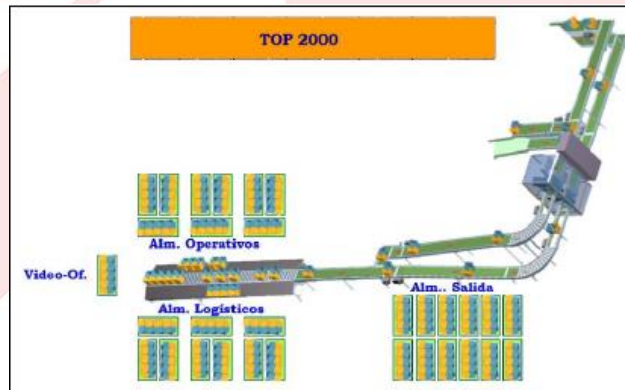 TOP 2000
Alm. Operativos
Video-Of.
Alm. Logísticos
Alm.. Salida